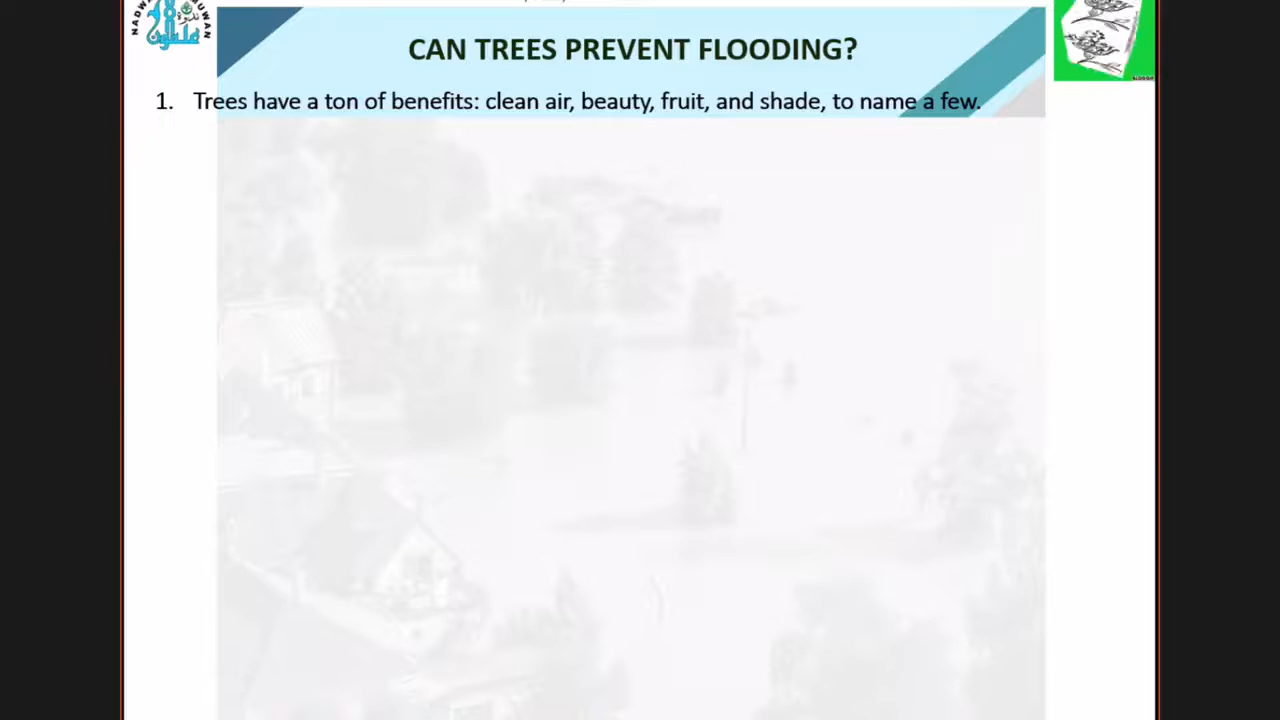 CAN TREES PREVENT FLOODING?
1. Trees have a ton of benefits: clean air, beauty, fruit, and shade, to name a few.